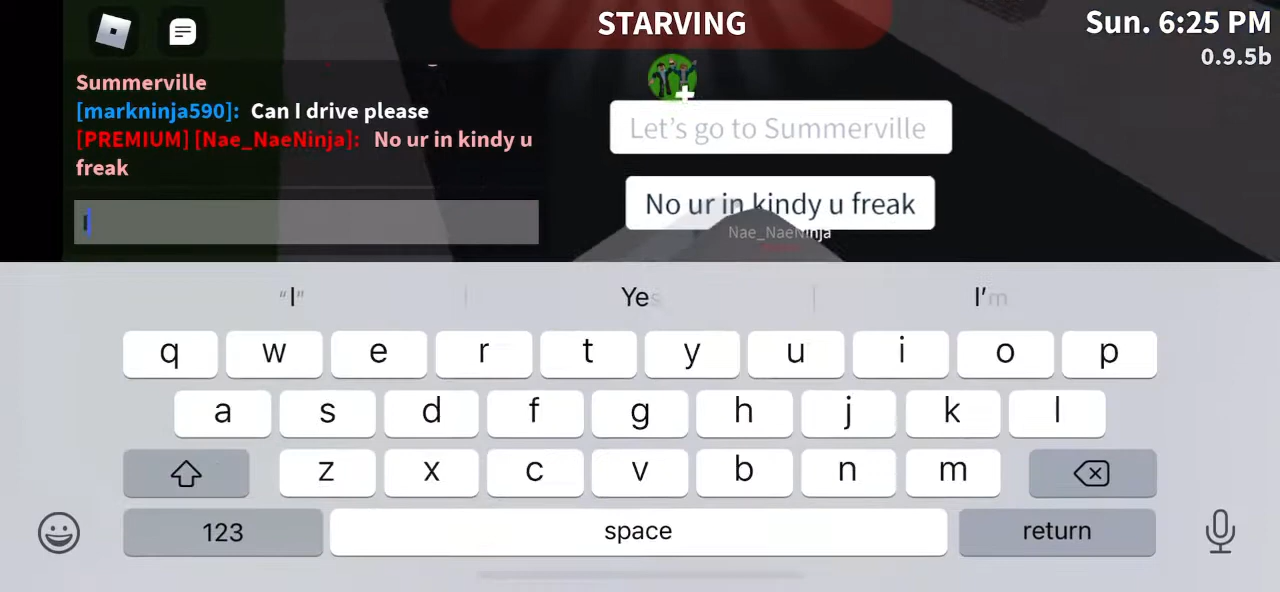 STARVING
Sun. 6:25 PM
0.9.5b
Summerville
[markninja590]: Can I drive please
[PREMIUM] [Nae_NaeNinja]: No ur in kindy u
freak
I
Let's go to Summerville
No ur in kindy u freak
Nae_NaeNinja
“I” Yes I'm
q w e r t y u i o p
a s d f g h j k l
z x c v b n m
123 space return